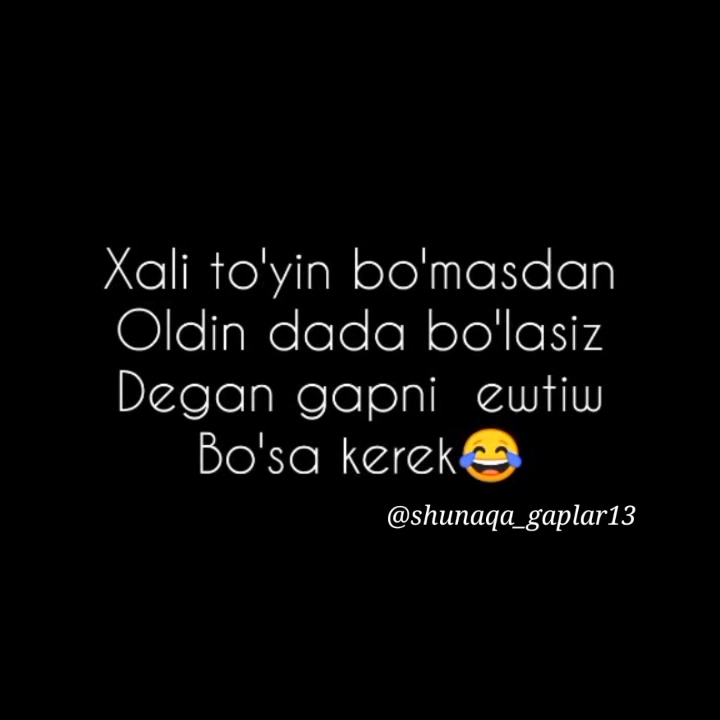 Xali to'yin bo'masdan
Oldin dada bo'lasiz
Degan gapni ewtiw
Bo'sa kerek😂
@shunaqa_gaplar13